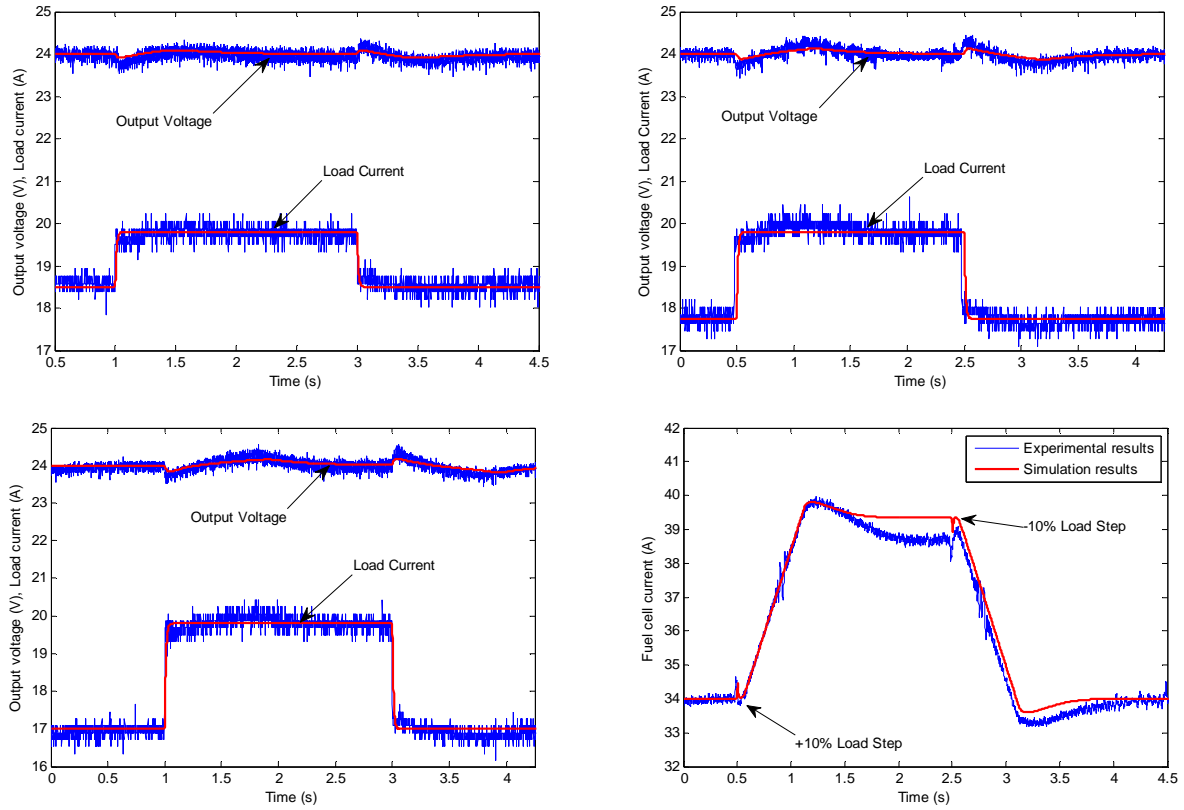 25
24
23
22
21
20
19
18
17
0.5 1 1.5 2 2.5 3 3.5 4 4.5
Time (s)
Output voltage (V), Load current (A)
Output Voltage
Load Current
25
24
23
22
21
20
19
18
17
0 0.5 1 1.5 2 2.5 3 3.5 4
Time (s)
Output voltage (V), Load Current (A)
Output Voltage
Load Current
25
24
23
22
21
20
19
18
17
16
0 0.5 1 1.5 2 2.5 3 3.5 4
Time (s)
Output voltage (V), Load current (A)
Output Voltage
Load Current
42
41
40
39
38
37
36
35
34
33
32
0 0.5 1 1.5 2 2.5 3 3.5 4 4.5
Time (s)
Fuel cell current (A)
Experimental results
Simulation results
-10% Load Step
+10% Load Step